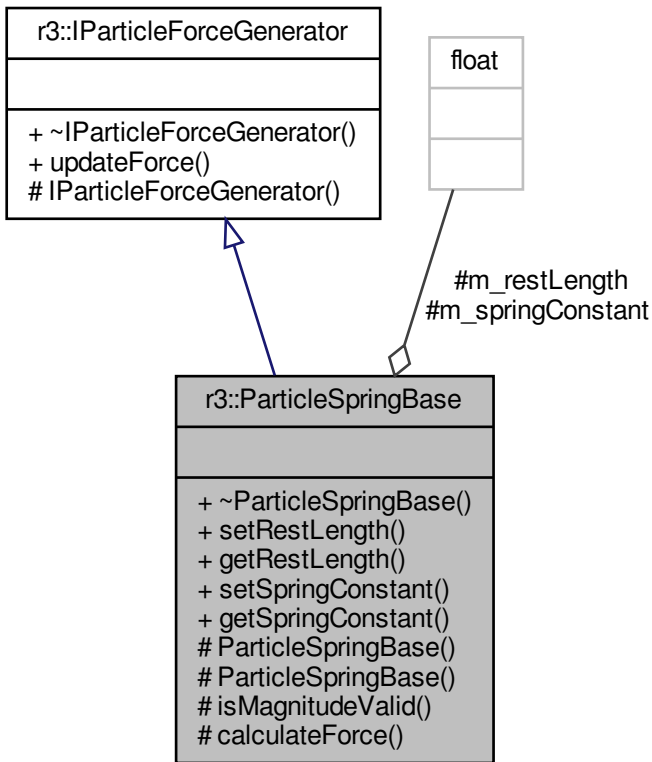 r3::IParticleForceGenerator
+ ~IParticleForceGenerator()
+ updateForce()
# IParticleForceGenerator()
float
#m_restLength
#m_springConstant
r3::ParticleSpringBase
+ ~ParticleSpringBase()
+ setRestLength()
+ getRestLength()
+ setSpringConstant()
+ getSpringConstant()
# ParticleSpringBase()
# ParticleSpringBase()
# isMagnitudeValid()
# calculateForce()